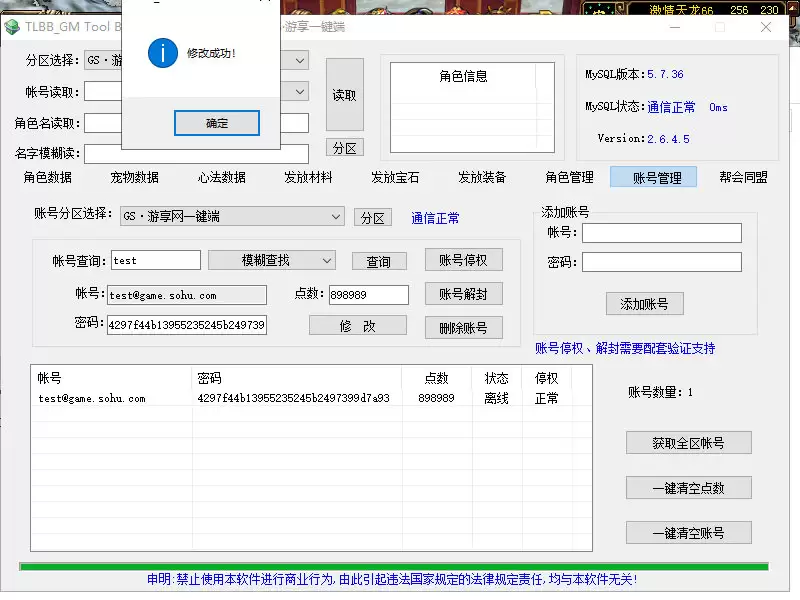 激情天龙66 256 230
TLBB_GM Tool B
·游享一键端
修改成功!
确定
分区选择: GS·游
帐号读取:
角色名读取:
名字模糊读:
读取
分区
角色信息
MySQL版本:5.7.36
MySQL状态:通信正常 0ms
Version:2.6.4.5
角色数据 宠物数据 心法数据 发放材料 发放宝石 发放装备 角色管理 账号管理 帮会同盟
账号分区选择: GS·游享网一键端 分区 通信正常
帐号查询: test 模糊查找 查询 账号停权
帐号: test@game.sohu.com 点数: 898989 账号解封
密码: 4297f44b13955235245b249739 修 改 删除账号
添加账号
帐号:
密码:
添加账号
账号停权、解封需要配套验证支持
帐号 密码 点数 状态 停权
test@game.sohu.com 4297f44b13955235245b2497399d7a93 898989 离线 正常
账号数量:1
获取全区帐号
一键清空点数
一键清空账号
申明:禁止使用本软件进行商业行为,由此引起违法国家规定的法律规定责任,均与本软件无关!